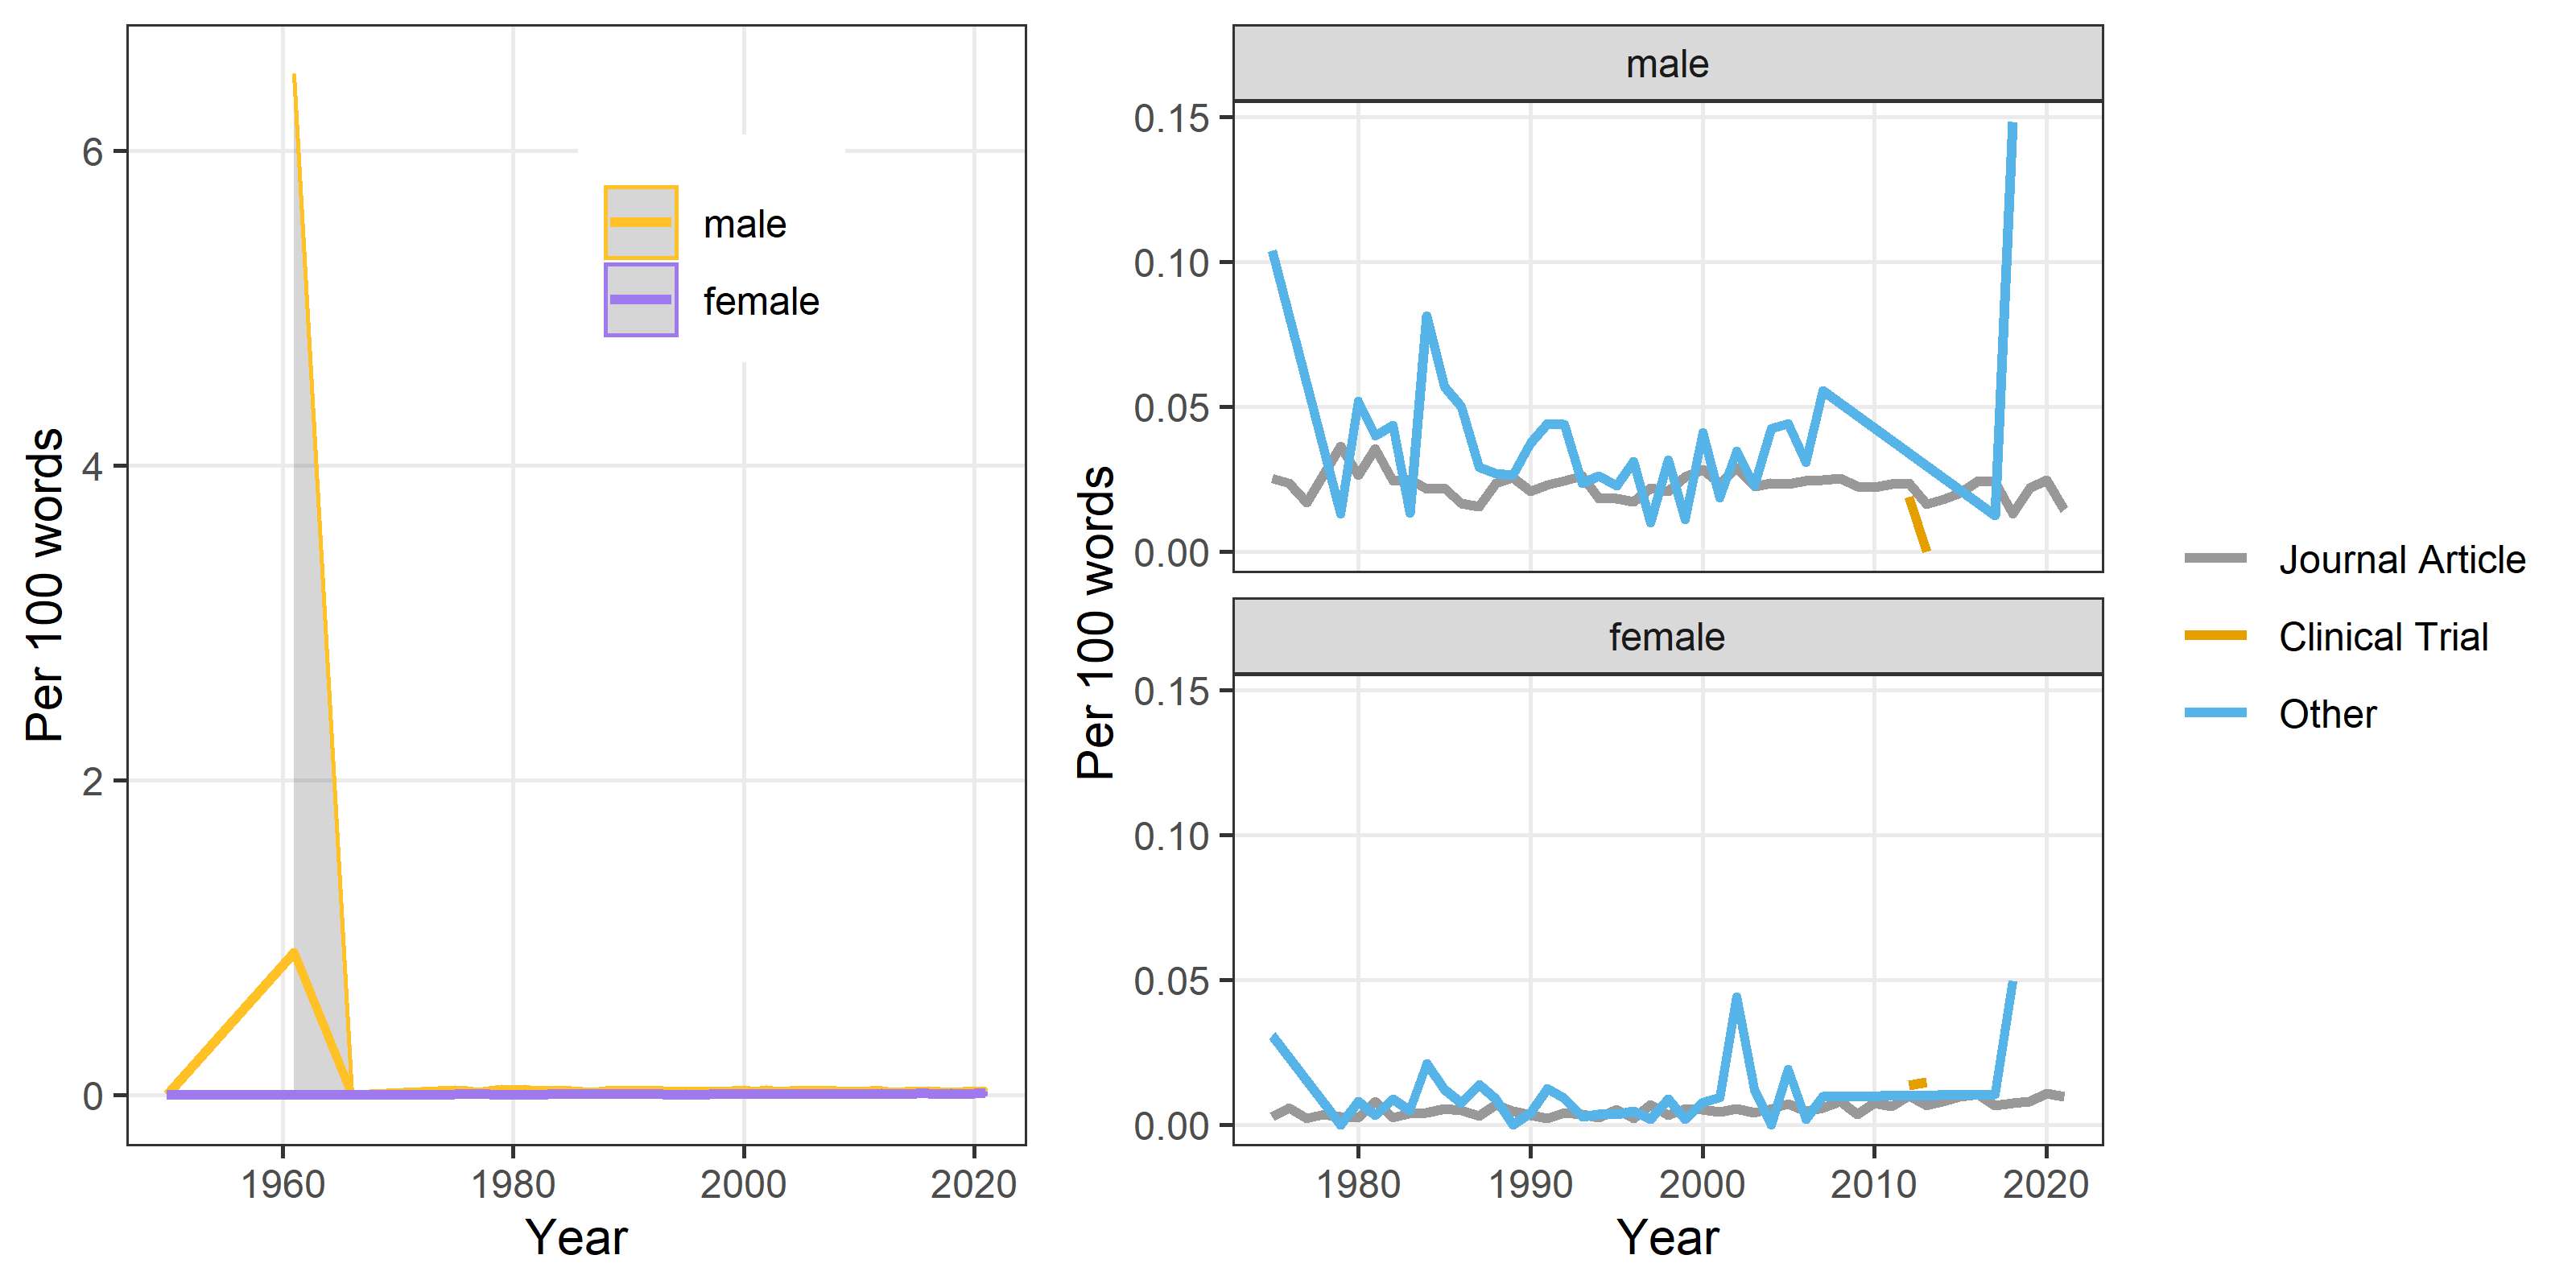 Per 100 words
6
4
2
0
male
female
1960 1980 2000 2020
Year
Per 100 words
male
0.15
0.10
0.05
0.00
female
0.15
0.10
0.05
0.00
1980 1990 2000 2010 2020
Year
Journal Article
Clinical Trial
Other